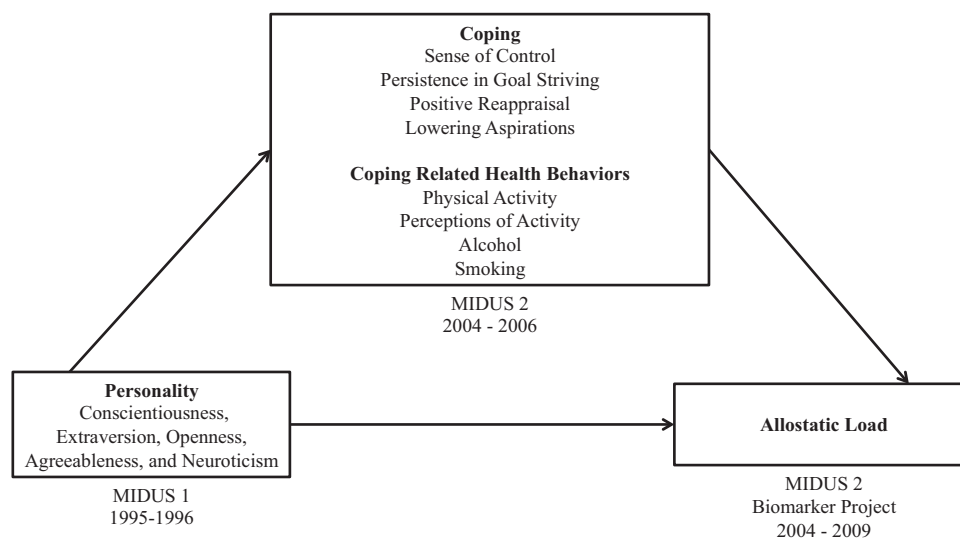 Coping
Sense of Control
Persistence in Goal Striving
Positive Reappraisal
Lowering Aspirations
Coping Related Health Behaviors
Physical Activity
Perceptions of Activity
Alcohol
Smoking
MIDUS 2
2004 - 2006
Personality
Conscientiousness,
Extraversion, Openness,
Agreeableness, and Neuroticism
MIDUS 1
1995-1996
Allostatic Load
MIDUS 2
Biomarker Project
2004 - 2009